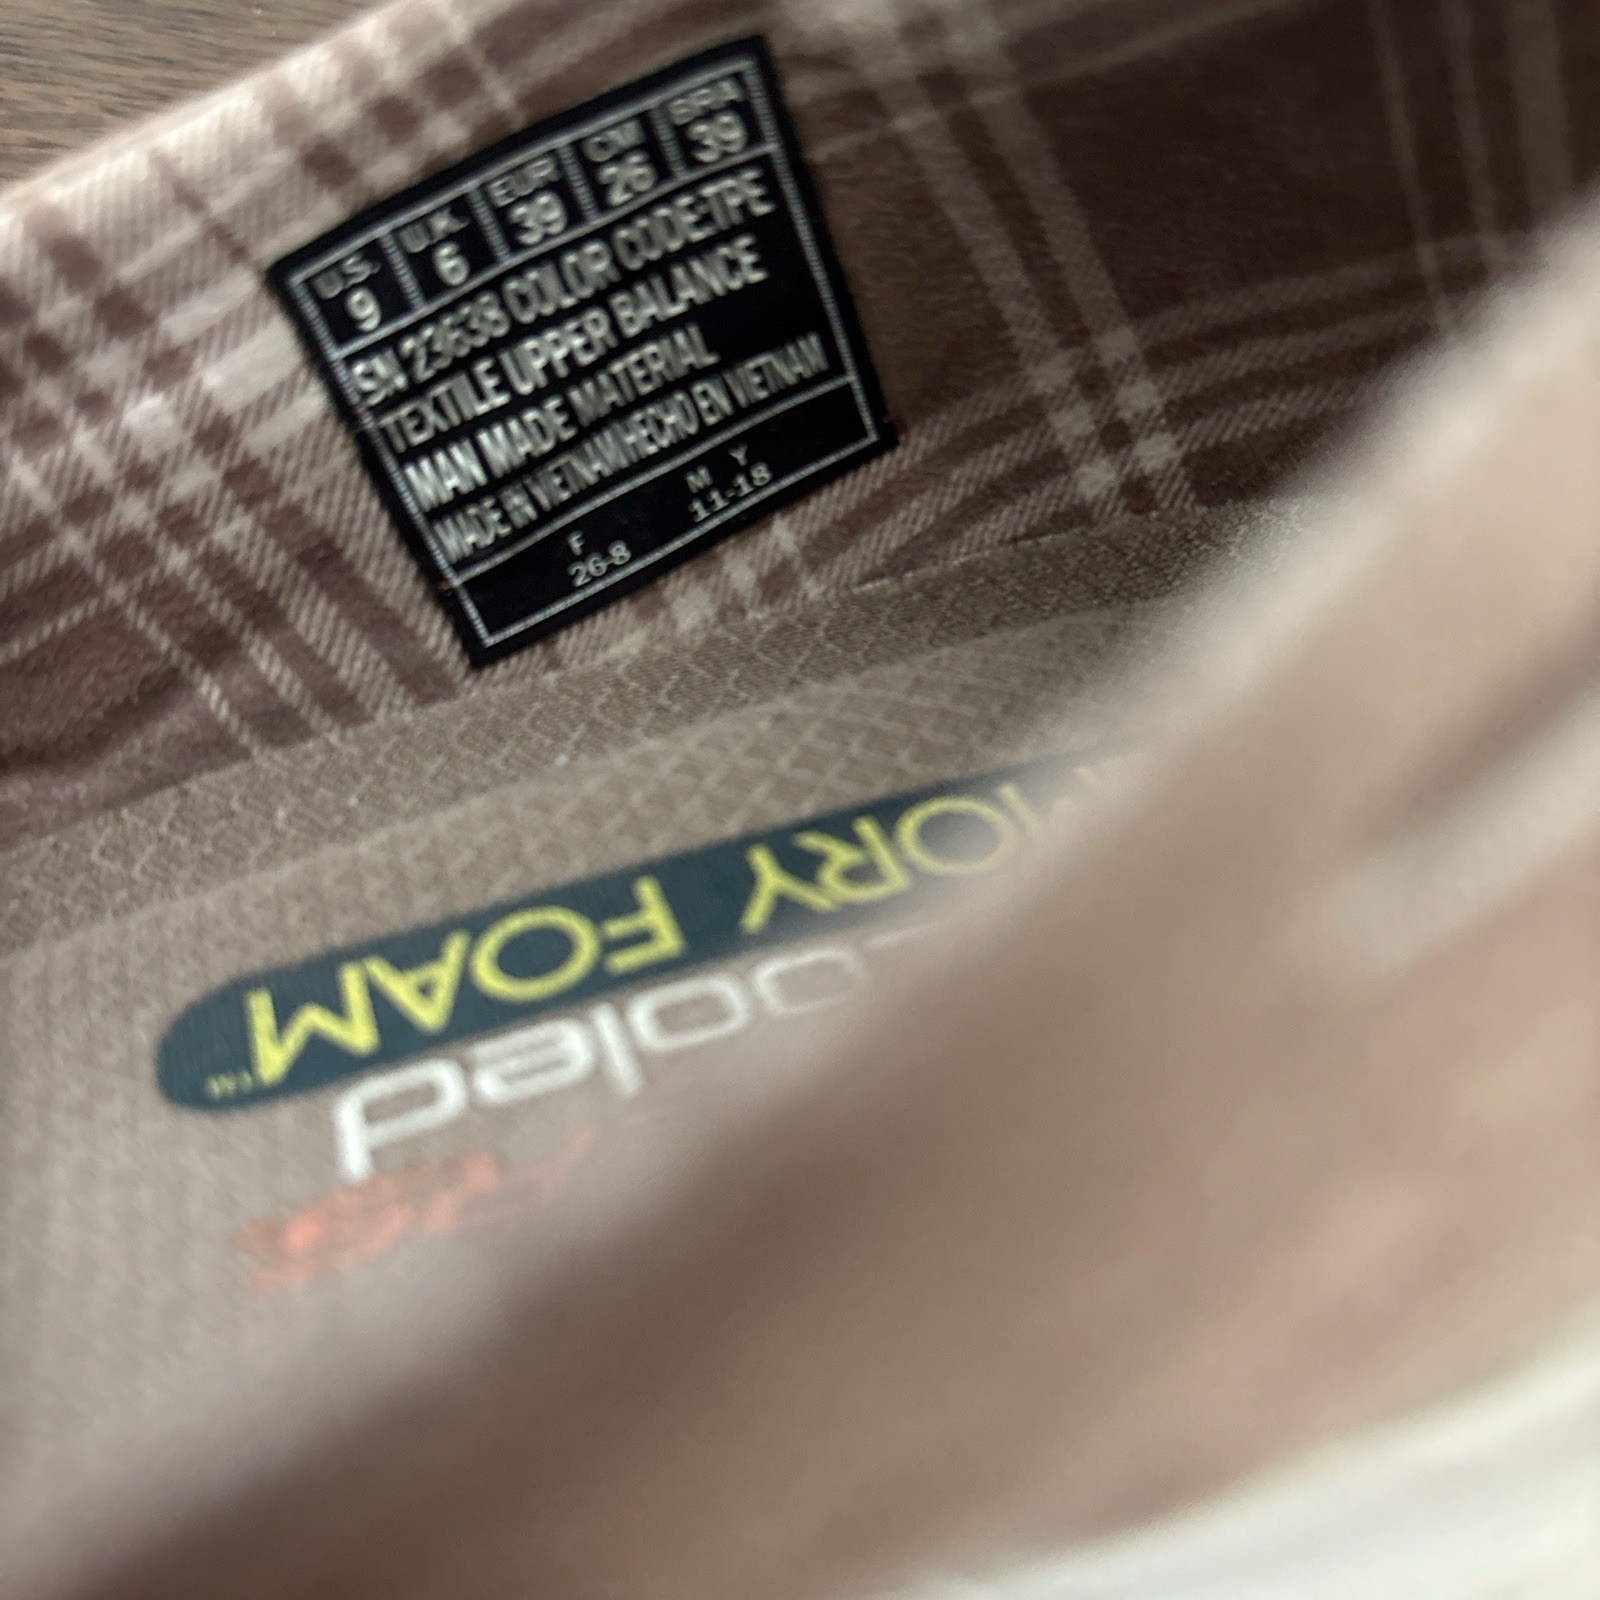 U.S. U.K. EUR CM BRA
9 6 39 26 39
SN 23638 COLOR CODE:TPE
TEXTILE UPPER BALANCE
MAN MADE MATERIAL
MADE IN VIETNAM/HECHO EN VIETNAM
F M Y
26-8 11-18
FOAM™
ooled